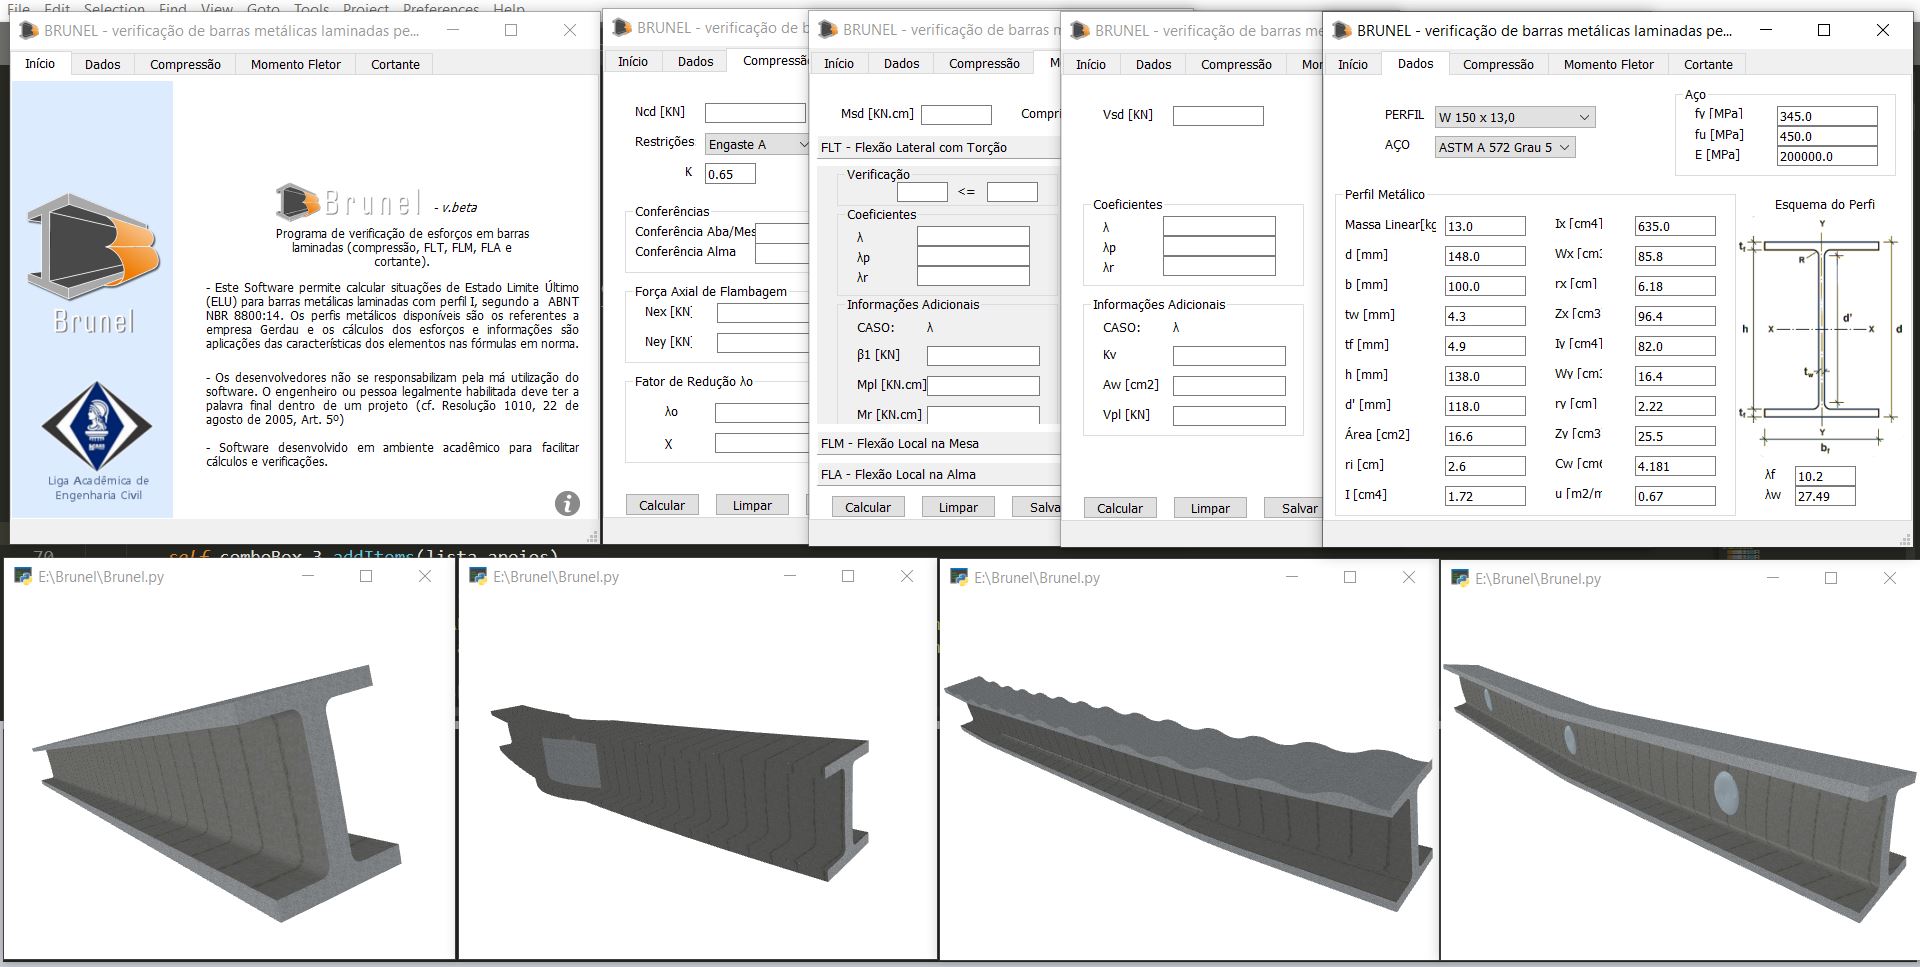 File Edit Selection Find View Goto Tools Project Preferences Help
BRUNEL - verificação de barras metálicas laminadas pe...
Início Dados Compressão Momento Fletor Cortante
Brunel
Liga Acadêmica de
Engenharia Civil
Brunel - v.beta
Programa de verificação de esforços em barras
laminadas (compressão, FLT, FLM, FLA e
cortante).
- Este Software permite calcular situações de Estado Limite Último
(ELU) para barras metálicas laminadas com perfil I, segundo a ABNT
NBR 8800:14. Os perfis metálicos disponíveis são os referentes a
empresa Gerdau e os cálculos dos esforços e informações são
aplicações das características dos elementos nas fórmulas em norma.
- Os desenvolvedores não se responsabilizam pela má utilização do
software. O engenheiro ou pessoa legalmente habilitada deve ter a
palavra final dentro de um projeto (cf. Resolução 1010, 22 de
agosto de 2005, Art. 5º)
- Software desenvolvido em ambiente acadêmico para facilitar
cálculos e verificações.
i
BRUNEL - verificação de b
Início Dados Compressã
Ncd [KN]
Restrições Engaste A
K 0.65
Conferências
Conferência Aba/Mes
Conferência Alma
Força Axial de Flambagem
Nex [KN]
Ney [KN]
Fator de Redução λo
λo
X
Calcular Limpar
BRUNEL - verificação de barras m
Início Dados Compressão M
Msd [KN.cm] Compri
FLT - Flexão Lateral com Torção
Verificação
<=
Coeficientes
λ
λp
λr
Informações Adicionais
CASO: λ
β1 [KN]
Mpl [KN.cm]
Mr [KN.cm]
FLM - Flexão Local na Mesa
FLA - Flexão Local na Alma
Calcular Limpar Salva
BRUNEL - verificação de barras me
Início Dados Compressão Mor
Vsd [KN]
Coeficientes
λ
λp
λr
Informações Adicionais
CASO: λ
Kv
Aw [cm2]
Vpl [KN]
Calcular Limpar Salvar
BRUNEL - verificação de barras metálicas laminadas pe...
Início Dados Compressão Momento Fletor Cortante
PERFIL W 150 x 13,0
AÇO ASTM A 572 Grau 5
Aço
fy [MPa] 345.0
fu [MPa] 450.0
E [MPa] 200000.0
Perfil Metálico
Massa Linear[kg 13.0 Ix [cm4] 635.0
d [mm] 148.0 Wx [cm3 85.8
b [mm] 100.0 rx [cm] 6.18
tw [mm] 4.3 Zx [cm3 96.4
tf [mm] 4.9 Iy [cm4] 82.0
h [mm] 138.0 Wy [cm3 16.4
d' [mm] 118.0 ry [cm] 2.22
Área [cm2] 16.6 Zy [cm3 25.5
ri [cm] 2.6 Cw [cm6 4.181
I [cm4] 1.72 u [m2/m 0.67
Esquema do Perfi
Y
tf
R
h X X d' d
tw
tf
Y
bf
λf 10.2
λw 27.49
70 self.comboBox_3.addItems(lista_apoios)
E:\Brunel\Brunel.py
E:\Brunel\Brunel.py
E:\Brunel\Brunel.py
E:\Brunel\Brunel.py